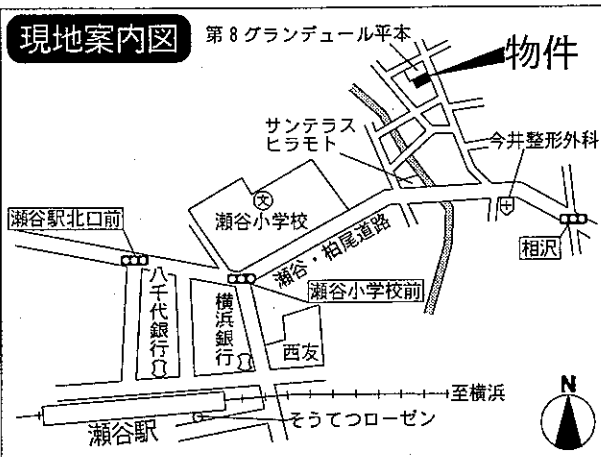 現地案内図
第8グランデュール平本
物件
サンテラス
ヒラモト
今井整形外科
文
瀬谷小学校
瀬谷駅北口前
瀬谷・柏尾道路
相沢
瀬谷小学校前
八千代銀行
横浜銀行
西友
至横浜
そうてつローゼン
瀬谷駅
N